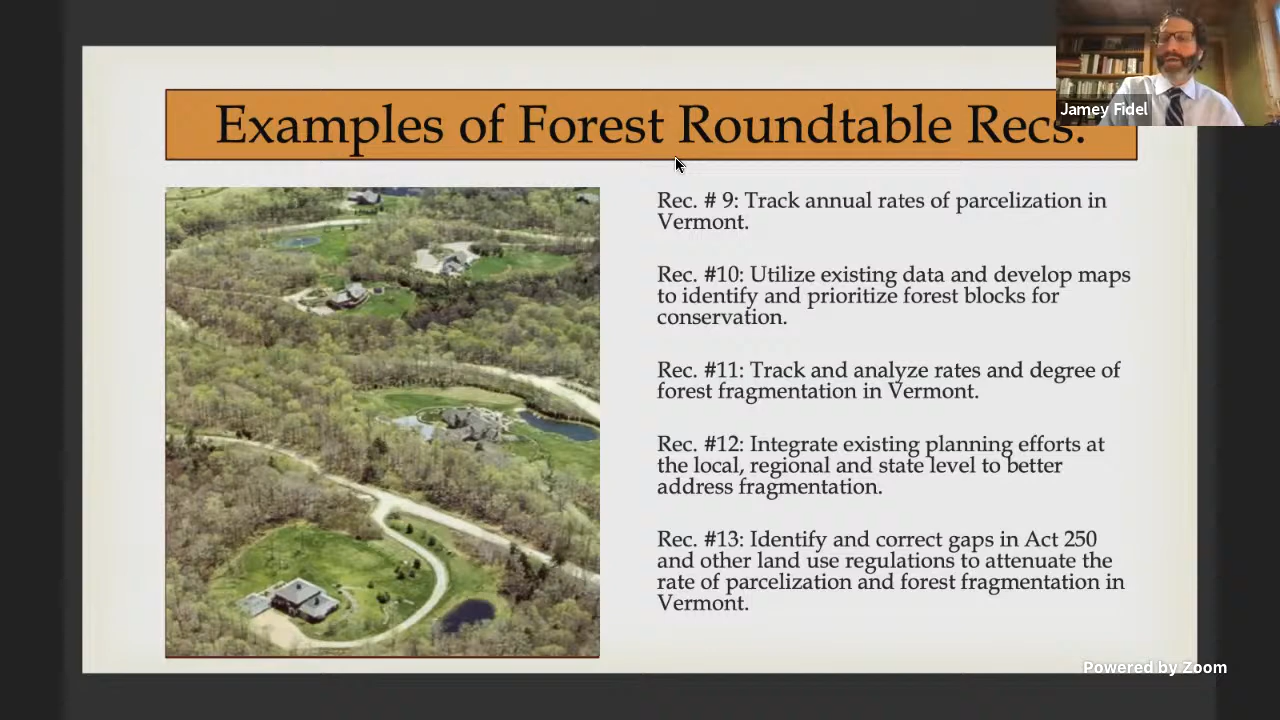 Examples of Forest Roundtable Recs.
Jamey Fidel
Rec. # 9: Track annual rates of parcelization in
Vermont.
Rec. #10: Utilize existing data and develop maps
to identify and prioritize forest blocks for
conservation.
Rec. #11: Track and analyze rates and degree of
forest fragmentation in Vermont.
Rec. #12: Integrate existing planning efforts at
the local, regional and state level to better
address fragmentation.
Rec. #13: Identify and correct gaps in Act 250
and other land use regulations to attenuate the
rate of parcelization and forest fragmentation in
Vermont.
Powered by Zoom